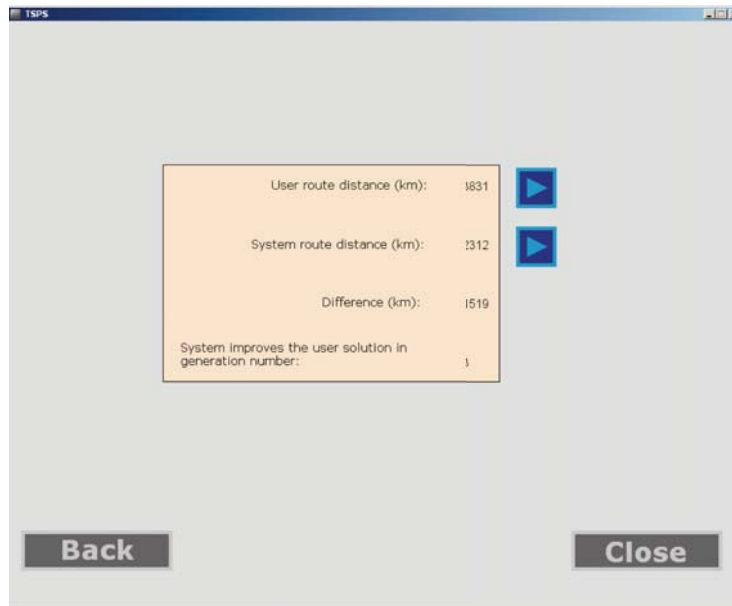 TSPS
User route distance (km):
System route distance (km):
Difference (km):
System improves the user solution in
generation number:
Back
Close